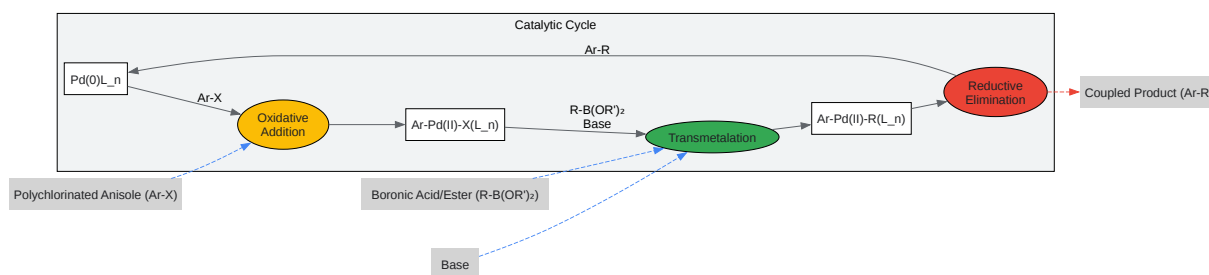 Catalytic Cycle
Ar-R
Pd(0)L_n
Ar-X
Oxidative
Addition
Ar-Pd(II)-X(L_n)
R-B(OR')₂
Base
Transmetalation
Ar-Pd(II)-R(L_n)
Reductive
Elimination
Coupled Product (Ar-R
Polychlorinated Anisole (Ar-X)
Boronic Acid/Ester (R-B(OR')₂)
Base